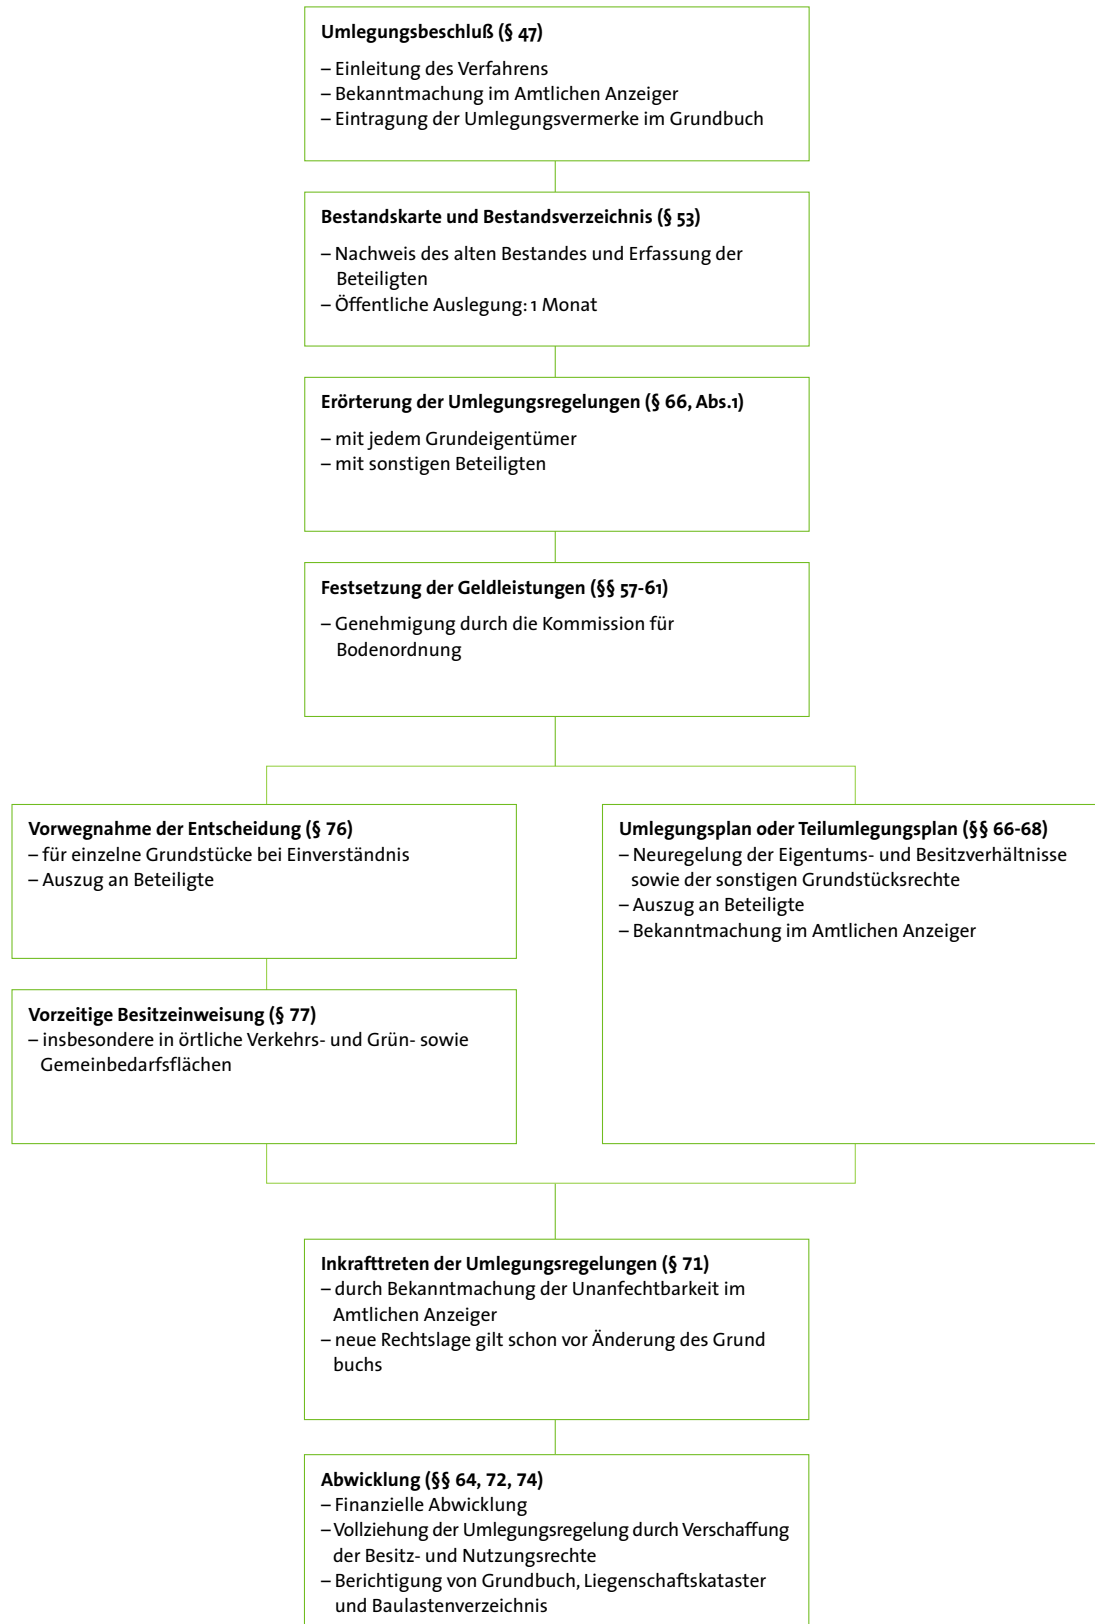 Umlegungsbeschluß (§ 47)
– Einleitung des Verfahrens
– Bekanntmachung im Amtlichen Anzeiger
– Eintragung der Umlegungsvermerke im Grundbuch
Bestandskarte und Bestandsverzeichnis (§ 53)
– Nachweis des alten Bestandes und Erfassung der
Beteiligten
– Öffentliche Auslegung: 1 Monat
Erörterung der Umlegungsregelungen (§ 66, Abs.1)
– mit jedem Grundeigentümer
– mit sonstigen Beteiligten
Festsetzung der Geldleistungen (§§ 57-61)
– Genehmigung durch die Kommission für
Bodenordnung
Vorwegnahme der Entscheidung (§ 76)
– für einzelne Grundstücke bei Einverständnis
– Auszug an Beteiligte
Vorzeitige Besitzeinweisung (§ 77)
– insbesondere in örtliche Verkehrs- und Grün- sowie
Gemeinbedarfsflächen
Umlegungsplan oder Teilumlegungsplan (§§ 66-68)
– Neuregelung der Eigentums- und Besitzverhältnisse
sowie der sonstigen Grundstücksrechte
– Auszug an Beteiligte
– Bekanntmachung im Amtlichen Anzeiger
Inkrafttreten der Umlegungsregelungen (§ 71)
– durch Bekanntmachung der Unanfechtbarkeit im
Amtlichen Anzeiger
– neue Rechtslage gilt schon vor Änderung des Grund
buchs
Abwicklung (§§ 64, 72, 74)
– Finanzielle Abwicklung
– Vollziehung der Umlegungsregelung durch Verschaffung
der Besitz- und Nutzungsrechte
– Berichtigung von Grundbuch, Liegenschaftskataster
und Baulastenverzeichnis